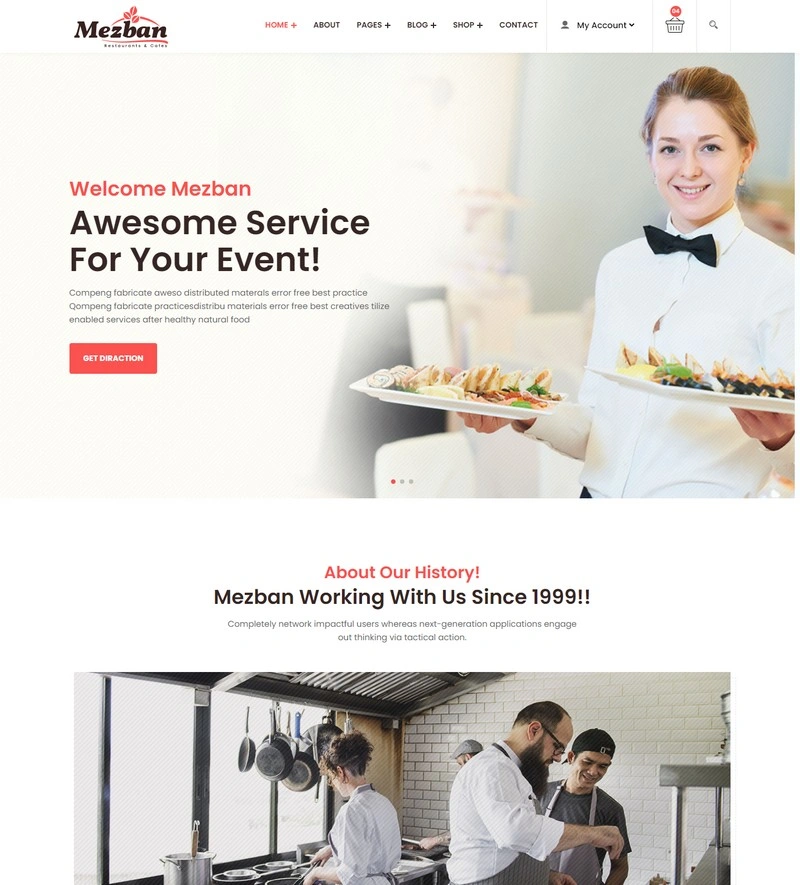 Mezban
Restaurants & Cafes
HOME +
ABOUT
PAGES +
BLOG +
SHOP +
CONTACT
My Account
04
Welcome Mezban
Awesome Service
For Your Event!
Compeng fabricate aweso distributed materals error free best practice
Qompeng fabricate practicesdistribu materials error free best creatives tilize
enabled services after healthy natural food
GET DIRACTION
About Our History!
Mezban Working With Us Since 1999!!
Completely network impactful users whereas next-generation applications engage
out thinking via tactical action.